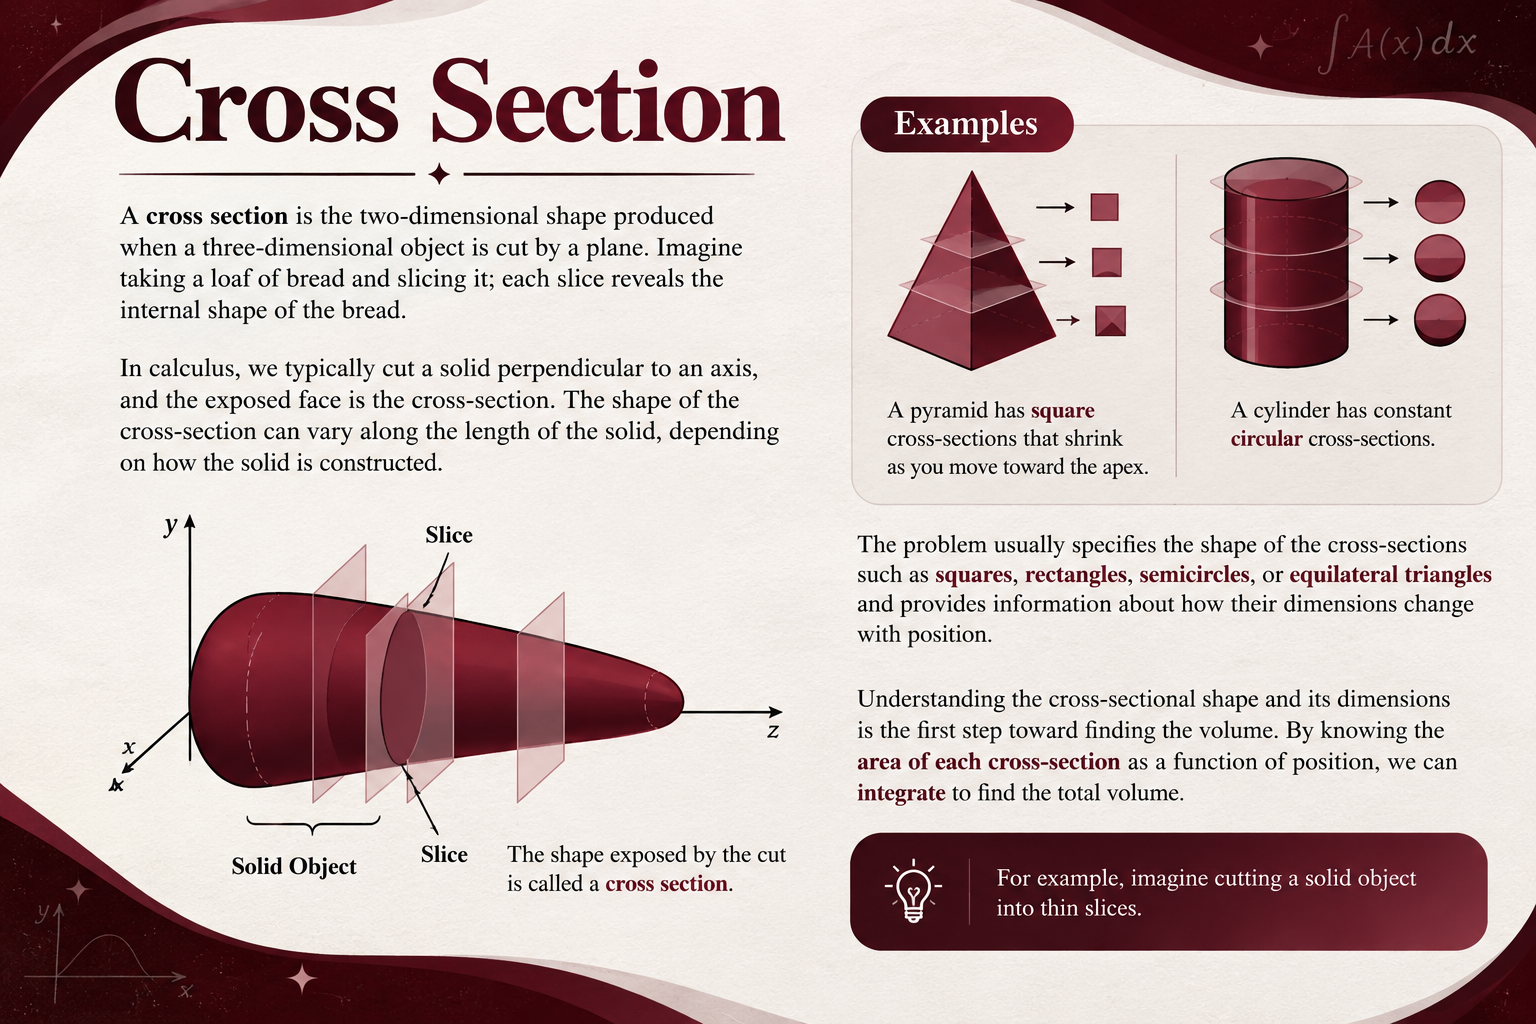 ∫A(x)dx
Cross Section
A cross section is the two-dimensional shape produced
when a three-dimensional object is cut by a plane. Imagine
taking a loaf of bread and slicing it; each slice reveals the
internal shape of the bread.
In calculus, we typically cut a solid perpendicular to an axis,
and the exposed face is the cross-section. The shape of the
cross-section can vary along the length of the solid, depending
on how the solid is constructed.
y
Slice
x
z
Solid Object
Slice
The shape exposed by the cut
is called a cross section.
y
x
Examples
A pyramid has square
cross-sections that shrink
as you move toward the apex.
A cylinder has constant
circular cross-sections.
The problem usually specifies the shape of the cross-sections
such as squares, rectangles, semicircles, or equilateral triangles
and provides information about how their dimensions change
with position.
Understanding the cross-sectional shape and its dimensions
is the first step toward finding the volume. By knowing the
area of each cross-section as a function of position, we can
integrate to find the total volume.
For example, imagine cutting a solid object
into thin slices.